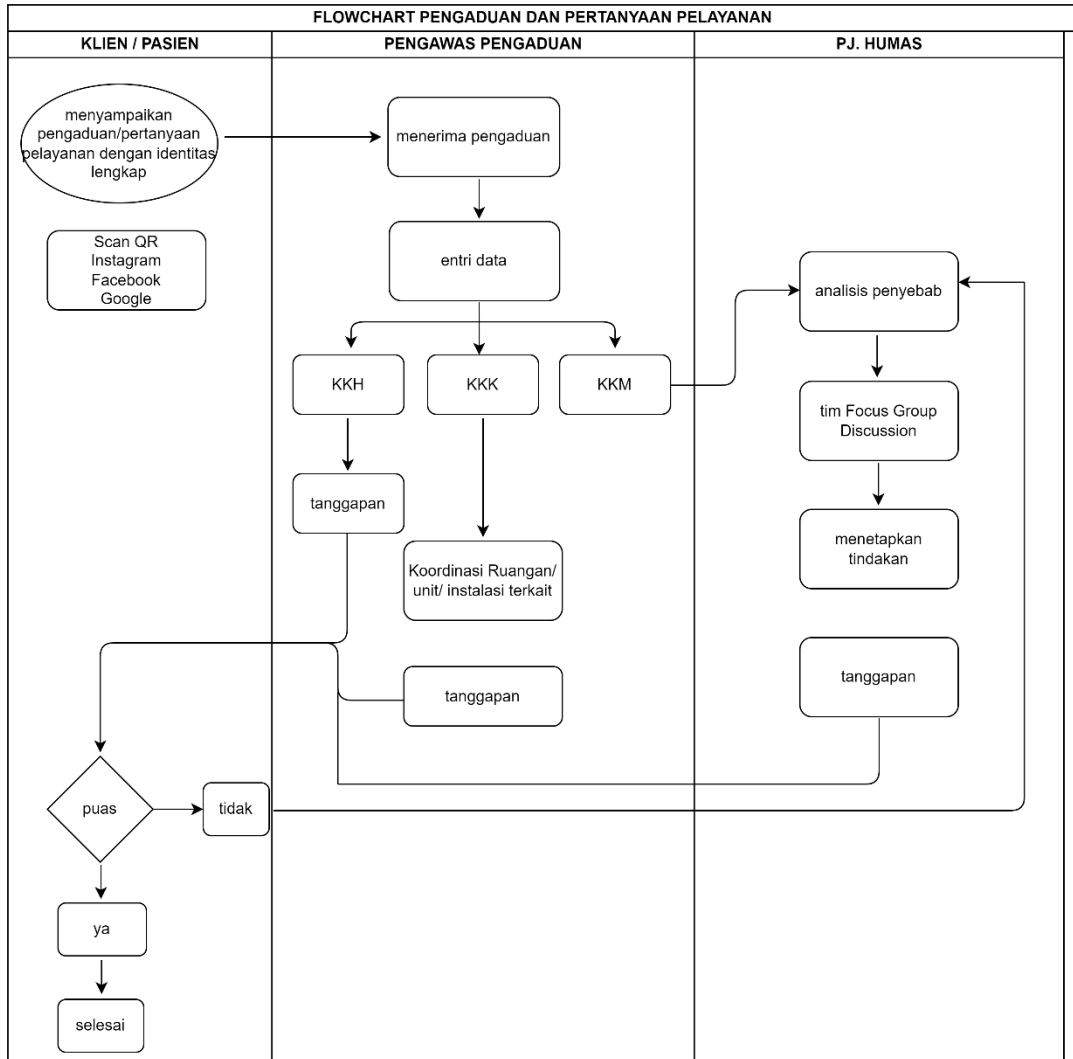 FLOWCHART PENGADUAN DAN PERTANYAAN PELAYANAN
KLIEN / PASIEN
PENGAWAS PENGADUAN
PJ. HUMAS
menyampaikan
pengaduan/pertanyaan
pelayanan dengan identitas
lengkap
menerima pengaduan
Scan QR
Instagram
Facebook
Google
entri data
analisis penyebab
KKH
KKK
KKM
tim Focus Group
Discussion
tanggapan
menetapkan
tindakan
Koordinasi Ruangan/
unit/ instalasi terkait
tanggapan
tanggapan
puas
tidak
ya
selesai